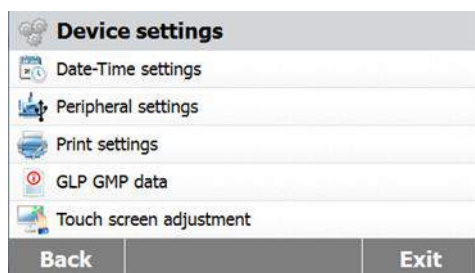 Device settings
Date-Time settings
Peripheral settings
Print settings
GLP GMP data
Touch screen adjustment
Back
Exit